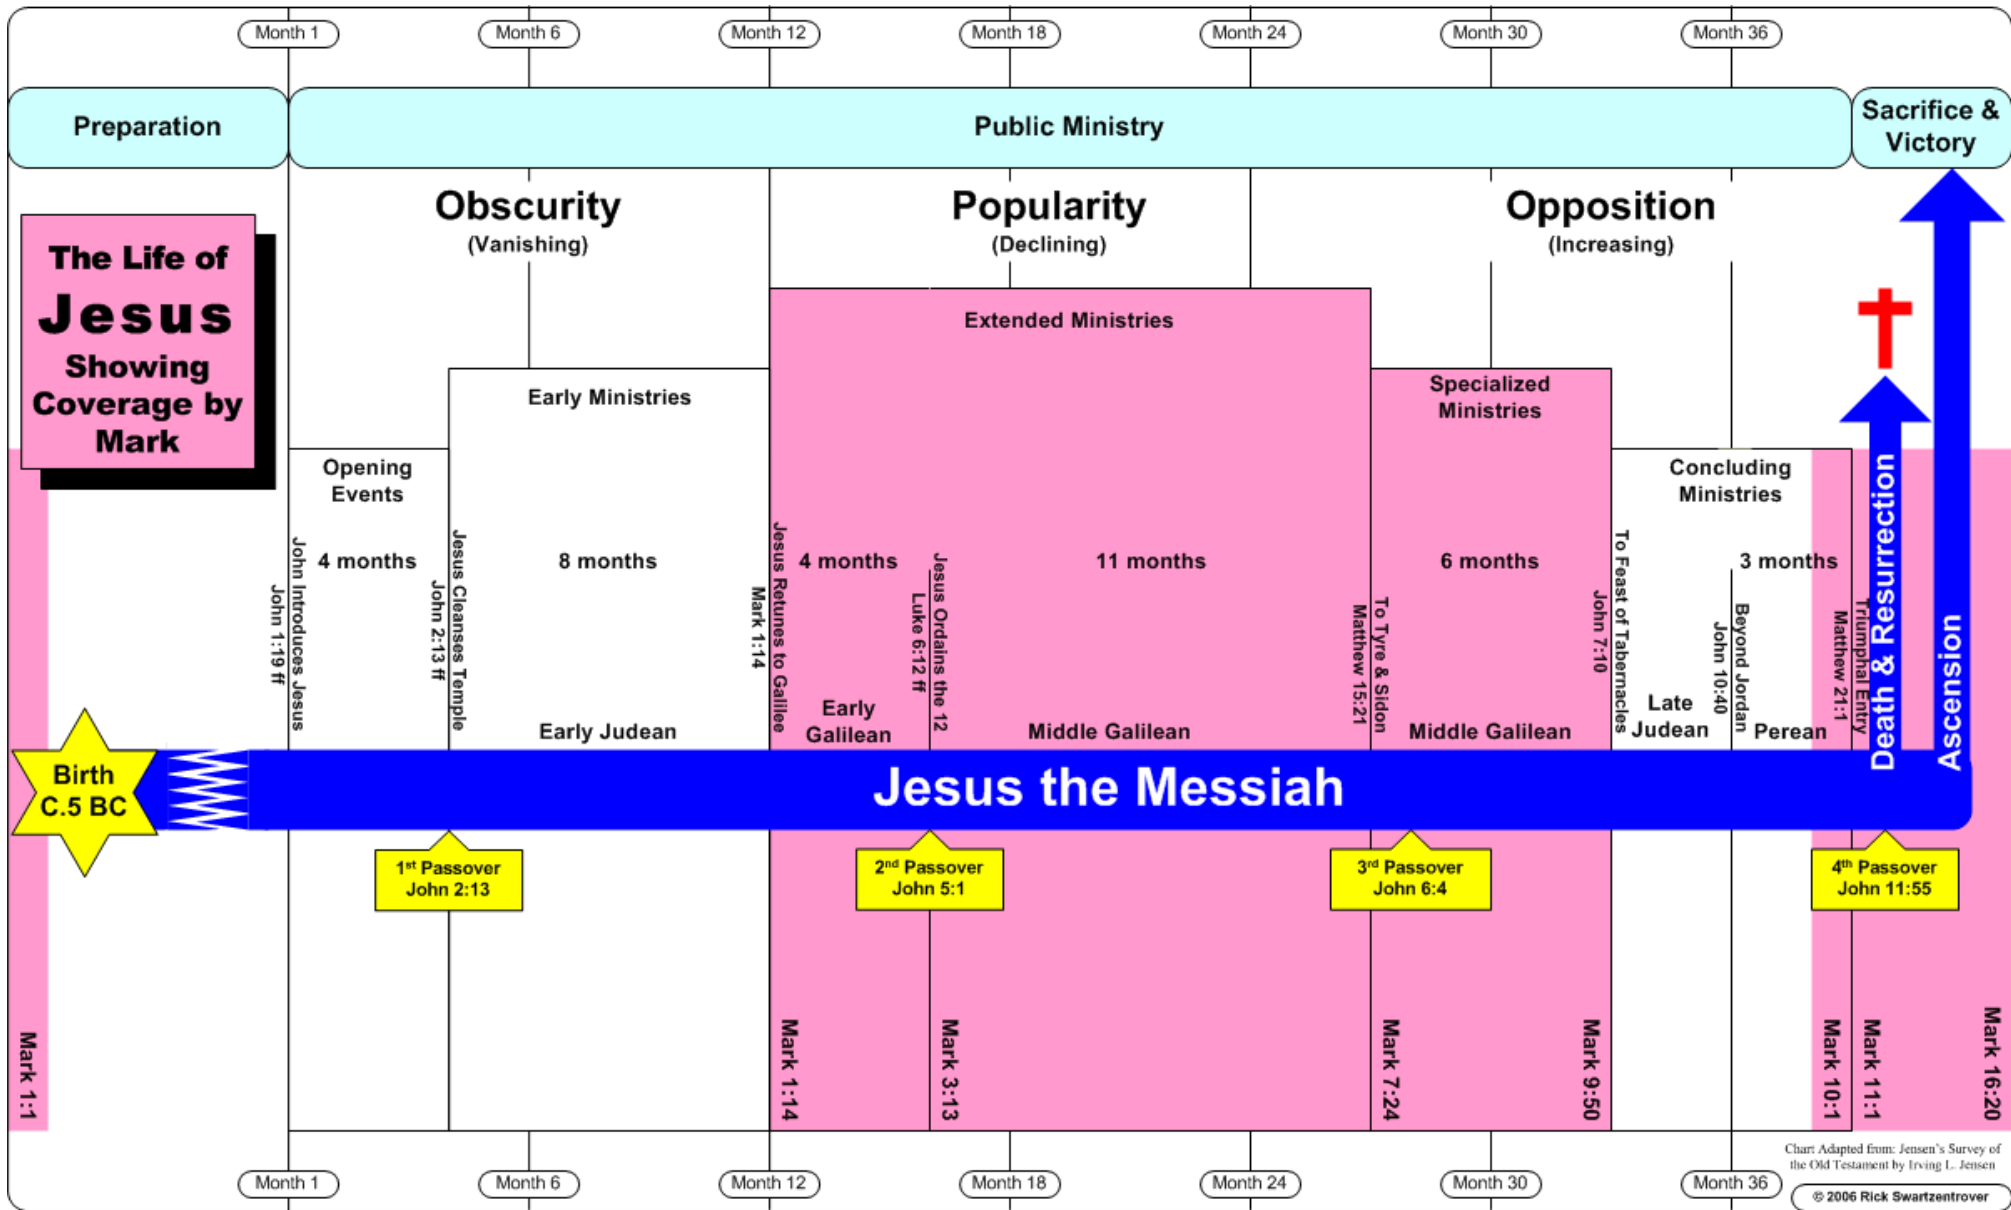 Month 1
Month 6
Month 12
Month 18
Month 24
Month 30
Month 36
Preparation
Public Ministry
Sacrifice &
Victory
Obscurity
(Vanishing)
Popularity
(Declining)
Opposition
(Increasing)
The Life of
Jesus
Showing
Coverage by
Mark
Extended Ministries
Early Ministries
Specialized
Ministries
Opening
Events
Concluding
Ministries
4 months
8 months
4 months
11 months
6 months
3 months
John 1:19 ff
John Introduces Jesus
John 2:13 ff
Jesus Cleanses Temple
Mark 1:14
Jesus Retunes to Galilee
Luke 6:12 ff
Jesus Ordains the 12
Matthew 15:21
To Tyre & Sidon
John 7:10
To Feast of Tabernacles
John 10:40
Beyond Jordan
Matthew 21:1
Triumphal Entry
Death & Resurrection
Ascension
Early Judean
Early
Galilean
Middle Galilean
Middle Galilean
Late
Judean
Perean
Birth
C.5 BC
Jesus the Messiah
1st Passover
John 2:13
2nd Passover
John 5:1
3rd Passover
John 6:4
4th Passover
John 11:55
Mark 1:1
Mark 1:14
Mark 3:13
Mark 7:24
Mark 9:50
Mark 10:1
Mark 11:1
Mark 16:20
Chart Adapted from: Jensen's Survey of
the Old Testament by Irving L. Jensen
Month 1
Month 6
Month 12
Month 18
Month 24
Month 30
Month 36
© 2006 Rick Swartzentrover